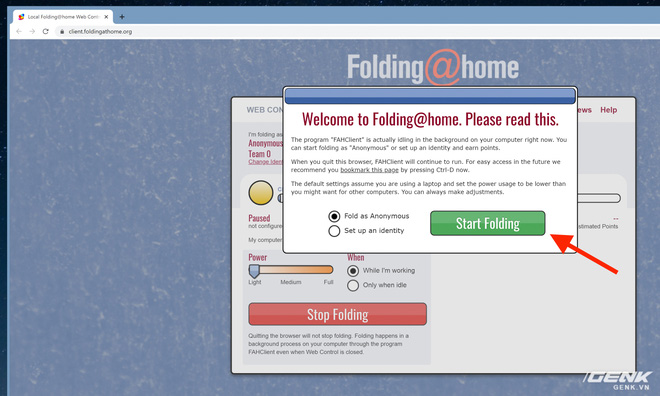 Local Folding@home Web Contr
client.foldingathome.org
Folding@home
WEB CON
ews Help
Welcome to Folding@home. Please read this.
The program "FAHClient" is actually idling in the background on your computer right now. You
can start folding as "Anonymous" or set up an identity and earn points.
When you quit this browser, FAHClient will continue to run. For easy access in the future we
recommend you bookmark this page by pressing Ctrl-D now.
The default settings assume you are using a laptop and set the power usage to be lower than
you might want for other computers. You can always make adjustments.
Fold as Anonymous
Set up an identity
Start Folding
I'm folding as
Anonymous
Team 0
Change Iden
Paused
not configure
My computer
--
stimated Points
Power
Light Medium Full
When
While I'm working
Only when idle
Stop Folding
Quitting the browser will not stop folding. Folding happens in a
background process on your computer through the program
FAHClient even when Web Control is closed.
GENK
GENK.VN